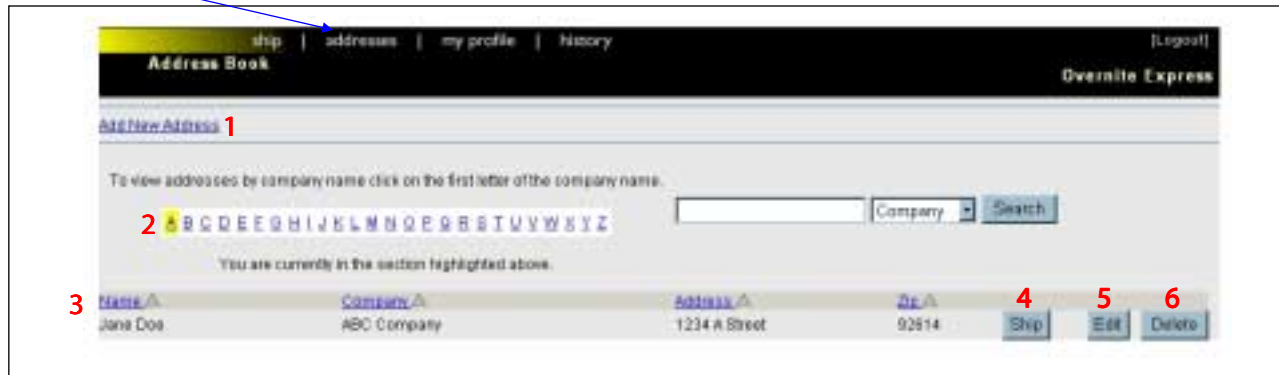 ship | addresses | my profile | history [Logout]
Address Book
Overnite Express
Add New Address 1
To view addresses by company name click on the first letter of the company name.
Company Search
2 A B C D E F G H I J K L M N O P Q R S T U V W X Y Z
You are currently in the section highlighted above.
3 Name Company Address Zip 4 5 6
Jane Doe ABC Company 1234 A Street 92614 Ship Edit Delete